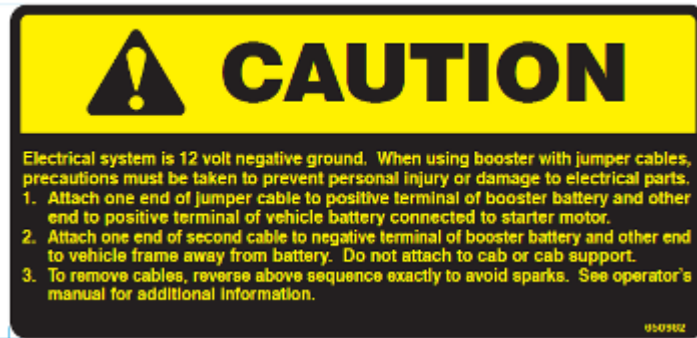 CAUTION
Electrical system is 12 volt negative ground. When using booster with jumper cables,
precautions must be taken to prevent personal injury or damage to electrical parts.
1. Attach one end of jumper cable to positive terminal of booster battery and other
end to positive terminal of vehicle battery connected to starter motor.
2. Attach one end of second cable to negative terminal of booster battery and other end
to vehicle frame away from battery. Do not attach to cab or cab support.
3. To remove cables, reverse above sequence exactly to avoid sparks. See operator's
manual for additional information.
650982